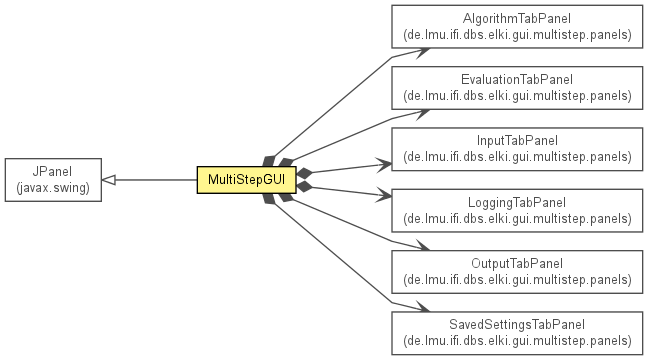 AlgorithmTabPanel
(de.lmu.ifi.dbs.elki.gui.multistep.panels)
EvaluationTabPanel
(de.lmu.ifi.dbs.elki.gui.multistep.panels)
InputTabPanel
(de.lmu.ifi.dbs.elki.gui.multistep.panels)
JPanel
(javax.swing)
MultiStepGUI
LoggingTabPanel
(de.lmu.ifi.dbs.elki.gui.multistep.panels)
OutputTabPanel
(de.lmu.ifi.dbs.elki.gui.multistep.panels)
SavedSettingsTabPanel
(de.lmu.ifi.dbs.elki.gui.multistep.panels)